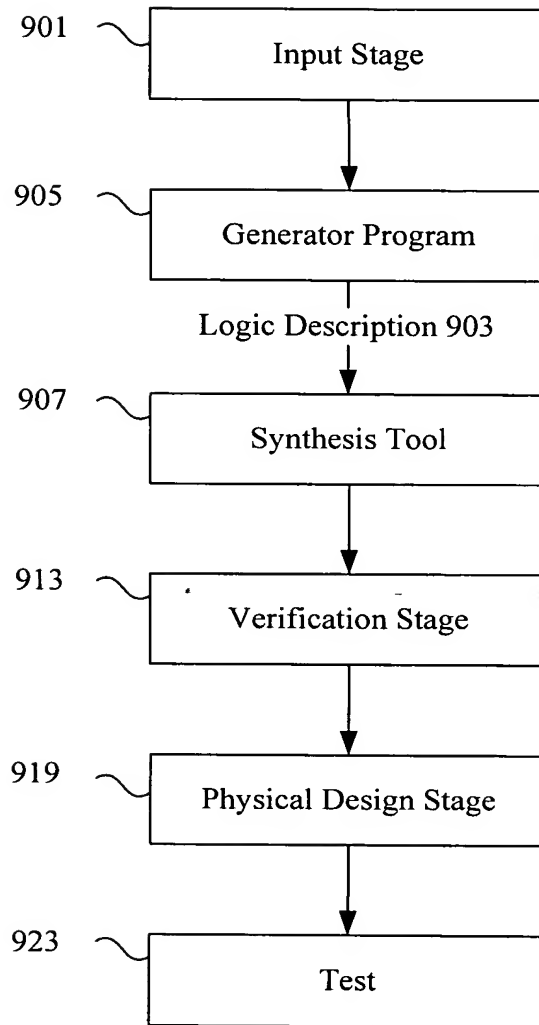 901
Input Stage
905
Generator Program
Logic Description 903
907
Synthesis Tool
913
Verification Stage
919
Physical Design Stage
923
Test